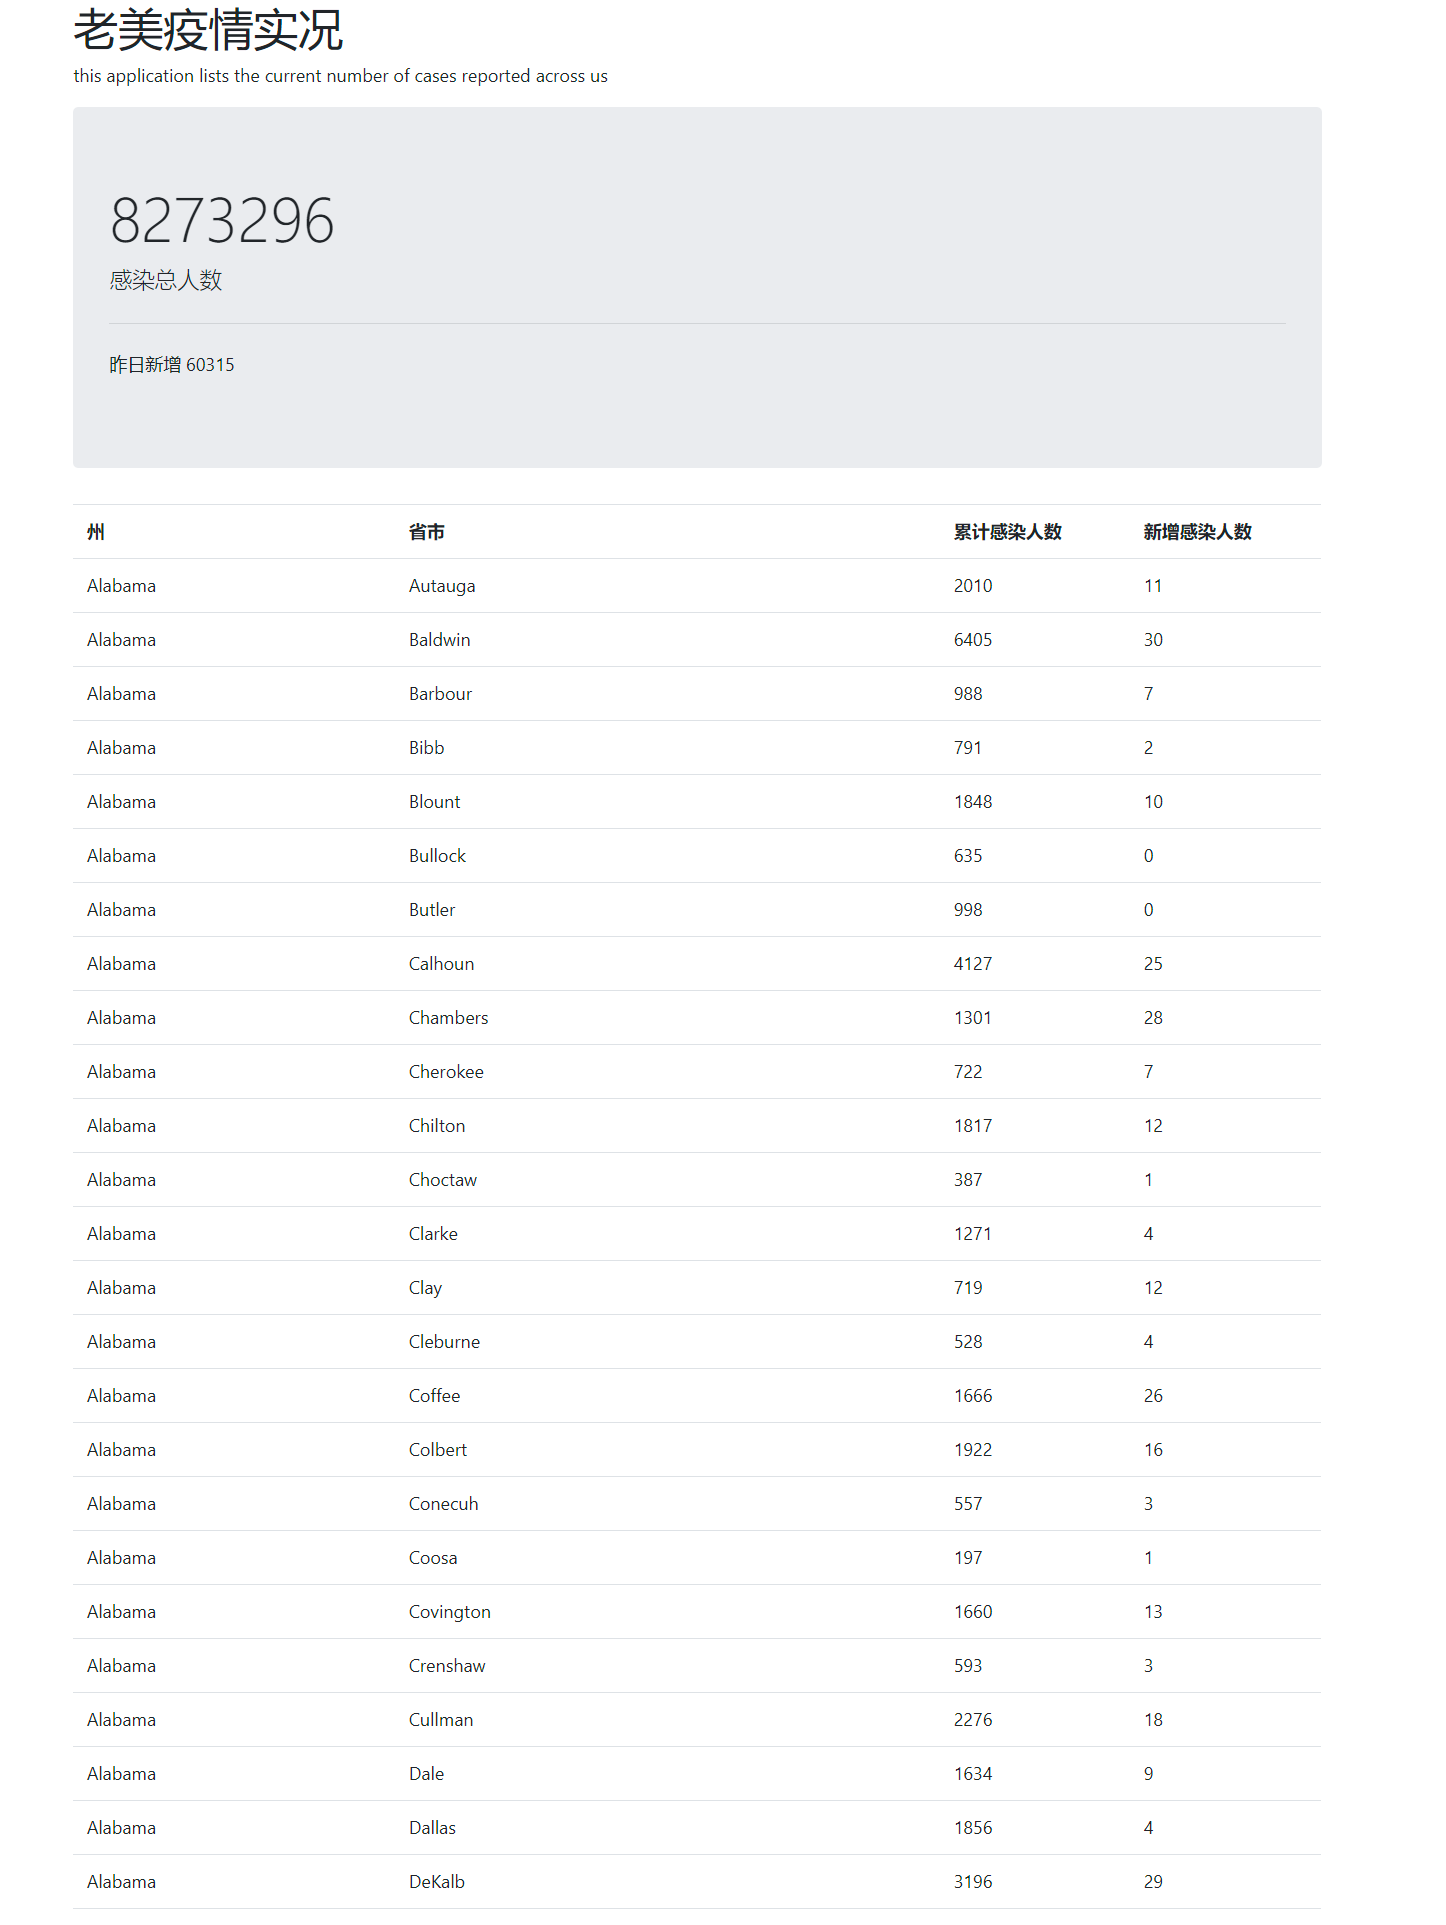 老美疫情实况
this application lists the current number of cases reported across us
8273296
感染总人数
昨日新增 60315
州 省市 累计感染人数 新增感染人数
Alabama Autauga 2010 11
Alabama Baldwin 6405 30
Alabama Barbour 988 7
Alabama Bibb 791 2
Alabama Blount 1848 10
Alabama Bullock 635 0
Alabama Butler 998 0
Alabama Calhoun 4127 25
Alabama Chambers 1301 28
Alabama Cherokee 722 7
Alabama Chilton 1817 12
Alabama Choctaw 387 1
Alabama Clarke 1271 4
Alabama Clay 719 12
Alabama Cleburne 528 4
Alabama Coffee 1666 26
Alabama Colbert 1922 16
Alabama Conecuh 557 3
Alabama Coosa 197 1
Alabama Covington 1660 13
Alabama Crenshaw 593 3
Alabama Cullman 2276 18
Alabama Dale 1634 9
Alabama Dallas 1856 4
Alabama DeKalb 3196 29